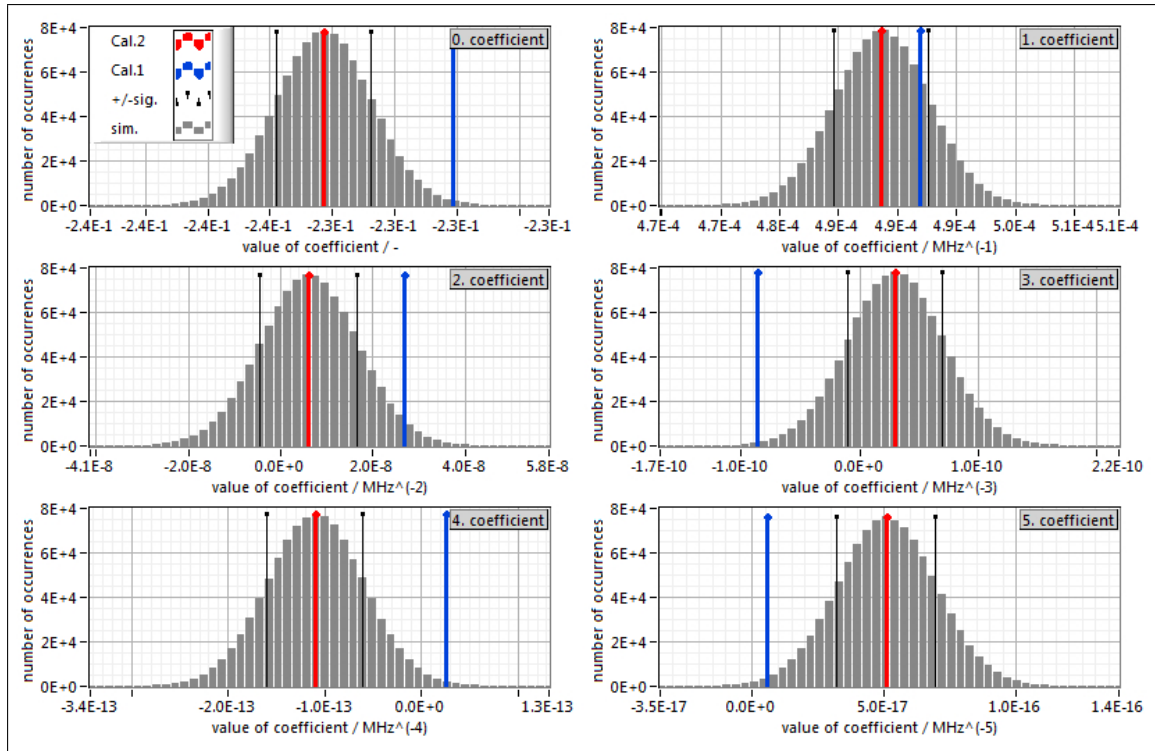 number of occurrences
8E+4
6E+4
4E+4
2E+4
0E+0
Cal.2
Cal.1
+/-sig.
sim.
0. coefficient
-2.4E-1 -2.4E-1 -2.4E-1 -2.4E-1 -2.3E-1 -2.3E-1 -2.3E-1 -2.3E-1
value of coefficient / -
number of occurrences
8E+4
6E+4
4E+4
2E+4
0E+0
1. coefficient
4.7E-4 4.7E-4 4.8E-4 4.9E-4 4.9E-4 4.9E-4 5.0E-4 5.1E-4 5.1E-4
value of coefficient / MHz^(-1)
number of occurrences
8E+4
6E+4
4E+4
2E+4
0E+0
2. coefficient
-4.1E-8 -2.0E-8 0.0E+0 2.0E-8 4.0E-8 5.8E-8
value of coefficient / MHz^(-2)
number of occurrences
8E+4
6E+4
4E+4
2E+4
0E+0
3. coefficient
-1.7E-10 -1.0E-10 0.0E+0 1.0E-10 2.2E-10
value of coefficient / MHz^(-3)
number of occurrences
8E+4
6E+4
4E+4
2E+4
0E+0
4. coefficient
-3.4E-13 -2.0E-13 -1.0E-13 0.0E+0 1.3E-13
value of coefficient / MHz^(-4)
number of occurrences
8E+4
6E+4
4E+4
2E+4
0E+0
5. coefficient
-3.5E-17 0.0E+0 5.0E-17 1.0E-16 1.4E-16
value of coefficient / MHz^(-5)